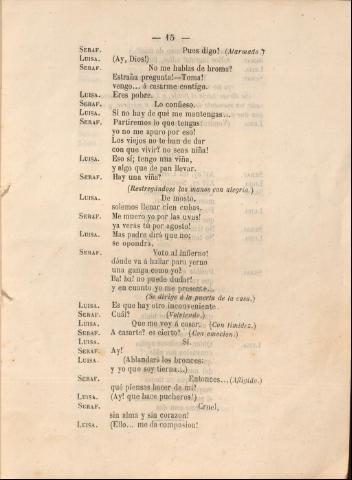 — 15 —
SERAF. Pues digo! (Alarmado.)
LUISA. (Ay, Dios!)
SERAF. No me hablas de broma?
Estraña pregunta!—Toma!
vengo... á casarme contigo.
LUISA. Eres pobre.
SERAF. Lo confieso.
LUISA. Si no hay de qué me mantengas...
SERAF. Partiremos lo que tengas
yo no me apuro por eso!
Los viejos no te han de dar
con que vivir? no seas niña!
LUISA. Eso sí; tengo una viña,
y algo de pan llevar.
SERAF. Hay una viña?
(Restregándose las manos con alegría.)
LUISA. De mosto,
solemos llenar cien cubas.
SERAF. Me muero yo por las uvas!
ya verás tú por agosto!
LUISA. Mas padre dirá que no;
se opondrá.
SERAF. Voto al infierno!
dónde va á hallar para yerno
una ganga como yo?
Ba! ba! no puede dudar!
y en cuanto yo me presente...
(Se dirige á la puerta de la casa.)
LUISA. Es que hay otro inconveniente.
SERAF. Cuál? (Volviendo.)
LUISA. Que me voy á casar. (Con timidez.)
SERAF. A casarte? es cierto? (Con emocion.)
LUISA. Sí.
SERAF. Ay!
LUISA. (Ablandará los bronces:
y yo que soy tierna...)
SERAF. Entonces... (Afligido.)
qué piensas hacer de mí?
LUISA. (Ay! que hace pucheros!)
SERAF. Cruel,
sin alma y sin corazon!
LUISA. (Ello... me da compasion!